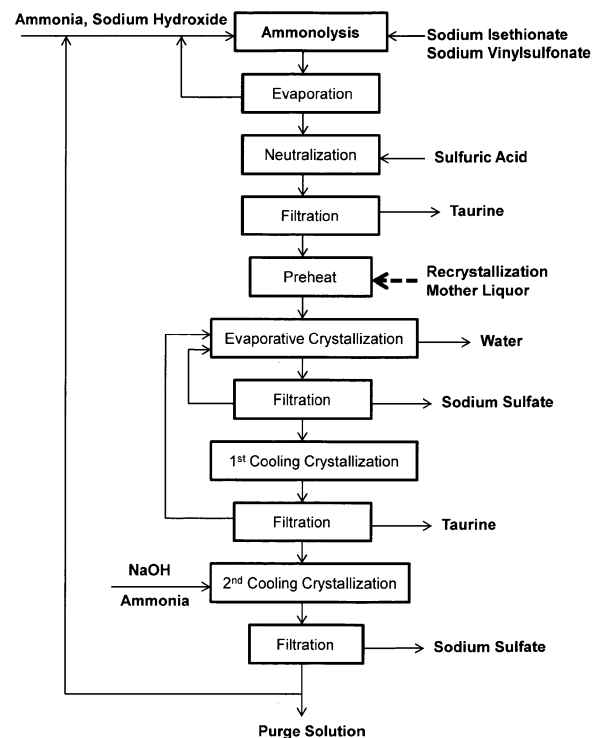 Ammonia, Sodium Hydroxide
Ammonolysis
Sodium Isethionate
Sodium Vinylsulfonate
Evaporation
Neutralization
Sulfuric Acid
Filtration
Taurine
Preheat
Recrystallization
Mother Liquor
Evaporative Crystallization
Water
Filtration
Sodium Sulfate
1st Cooling Crystallization
Filtration
Taurine
NaOH
Ammonia
2nd Cooling Crystallization
Filtration
Sodium Sulfate
Purge Solution